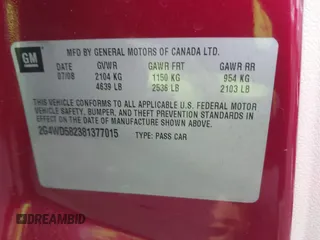 GM
MFD BY GENERAL MOTORS OF CANADA LTD.
07/08 GVWR GAWR FRT GAWR RR
2104 KG 1150 KG 954 KG
4639 LB 2536 LB 2103 LB
THIS VEHICLE CONFORMS TO ALL APPLICABLE U.S. FEDERAL MOTOR
VEHICLE SAFETY, BUMPER, AND THEFT PREVENTION STANDARDS
IN EFFECT ON THE DATE OF MANUFACTURE SHOWN ABOVE.
2G4WD582381377015 TYPE: PASS CAR
DREAMBID